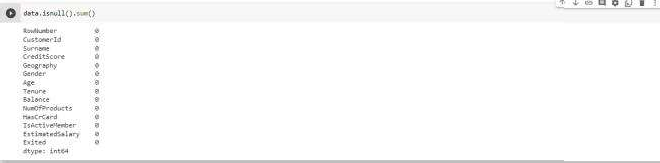 data.isnull().sum()
RowNumber 0
CustomerId 0
Surname 0
CreditScore 0
Geography 0
Gender 0
Age 0
Tenure 0
Balance 0
NumOfProducts 0
HasCrCard 0
IsActiveMember 0
EstimatedSalary 0
Exited 0
dtype: int64